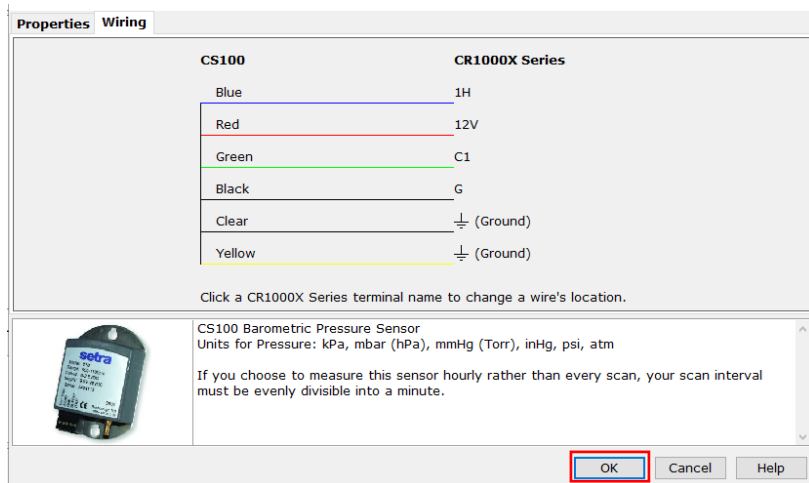 Properties Wiring
CS100 CR1000X Series
Blue 1H
Red 12V
Green C1
Black G
Clear ⏚ (Ground)
Yellow ⏚ (Ground)
Click a CR1000X Series terminal name to change a wire's location.
CS100 Barometric Pressure Sensor
Units for Pressure: kPa, mbar (hPa), mmHg (Torr), inHg, psi, atm
If you choose to measure this sensor hourly rather than every scan, your scan interval
must be evenly divisible into a minute.
setra
OK Cancel Help